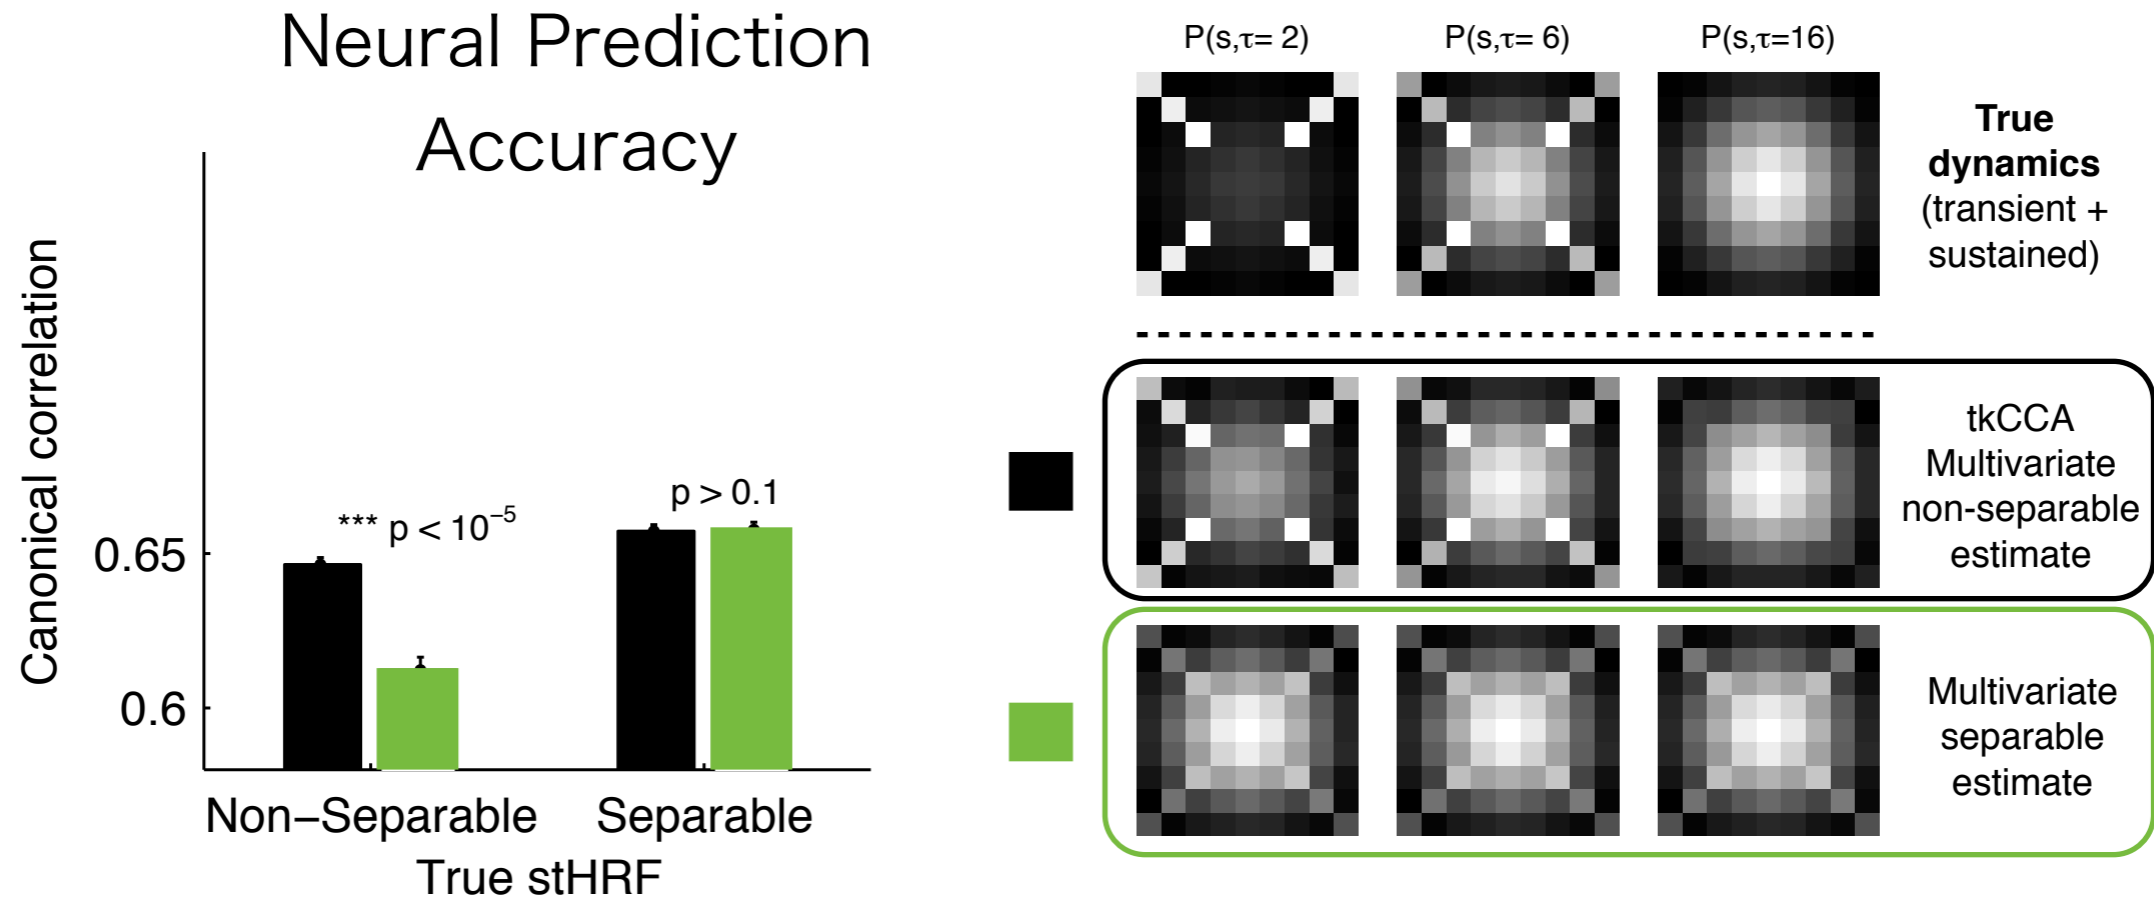 Neural Prediction
Accuracy
Canonical correlation
0.65
0.6
*** p < 10⁻⁵
p > 0.1
Non−Separable
Separable
True stHRF
P(s,τ= 2)
P(s,τ= 6)
P(s,τ=16)
True
dynamics
(transient +
sustained)
tkCCA
Multivariate
non-separable
estimate
Multivariate
separable
estimate